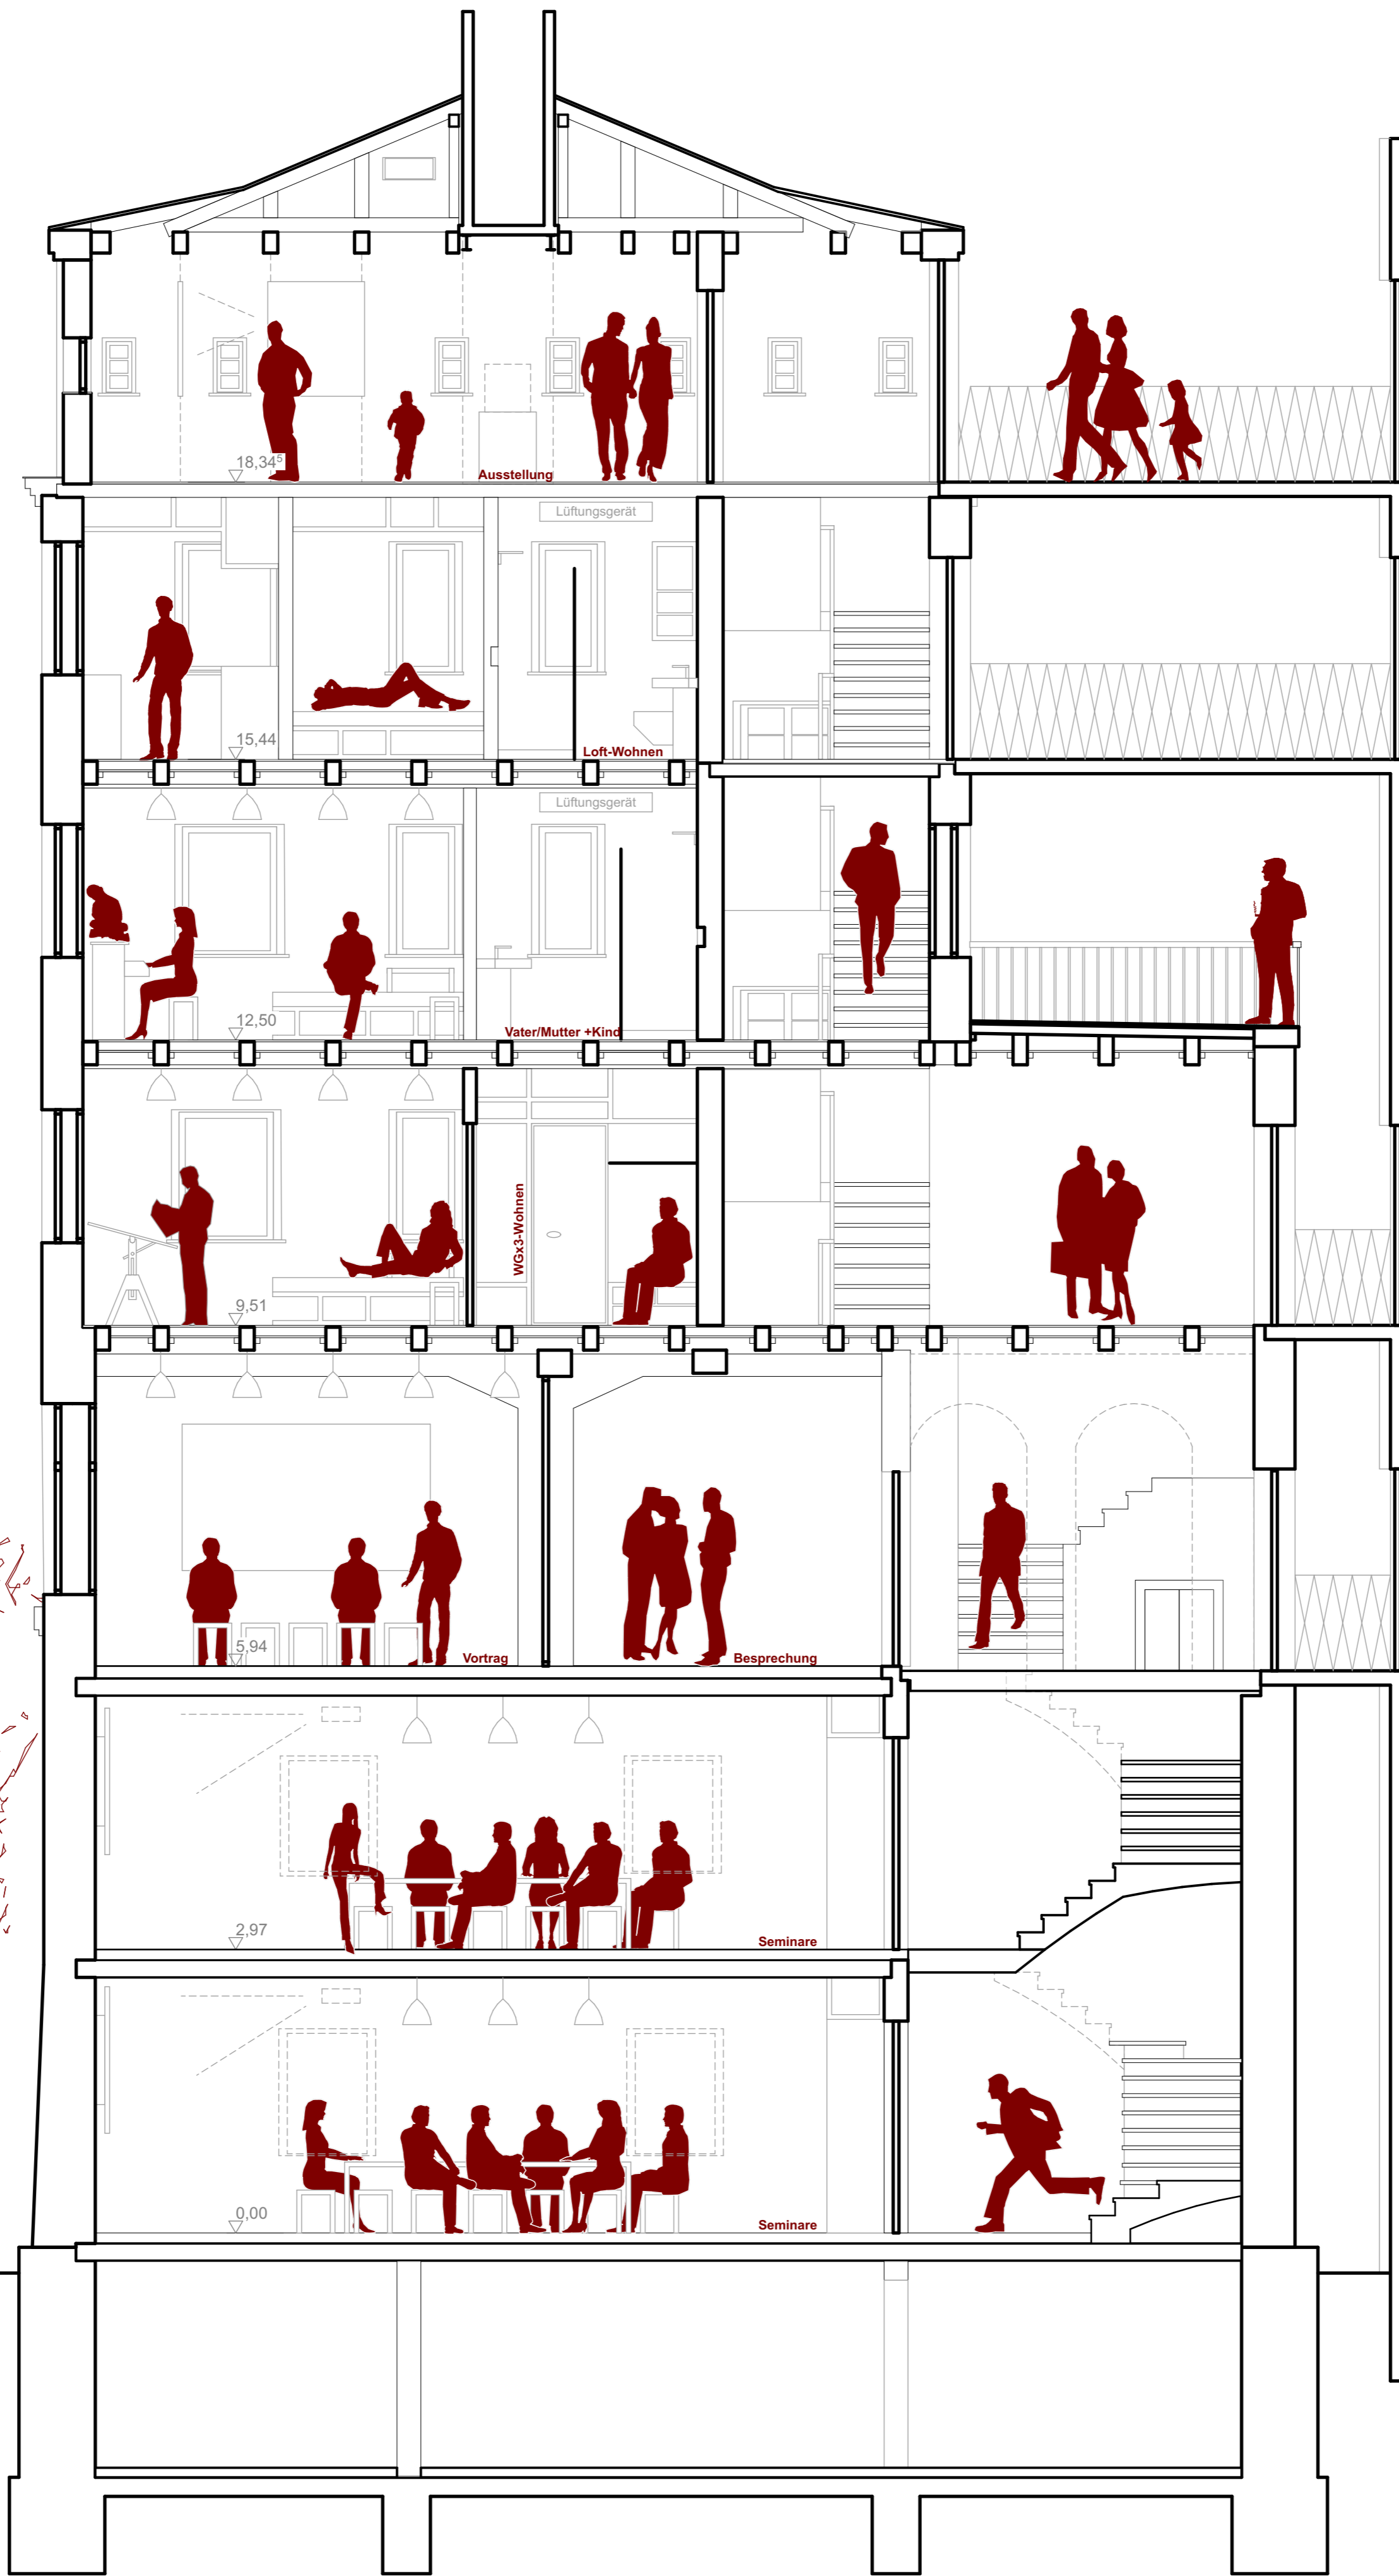 18,34⁵
Ausstellung
Lüftungsgerät
15,44
Loft-Wohnen
Lüftungsgerät
12,50
Vater/Mutter +Kind
WGx3-Wohnen
9,51
5,94
Vortrag
Besprechung
2,97
Seminare
0,00
Seminare